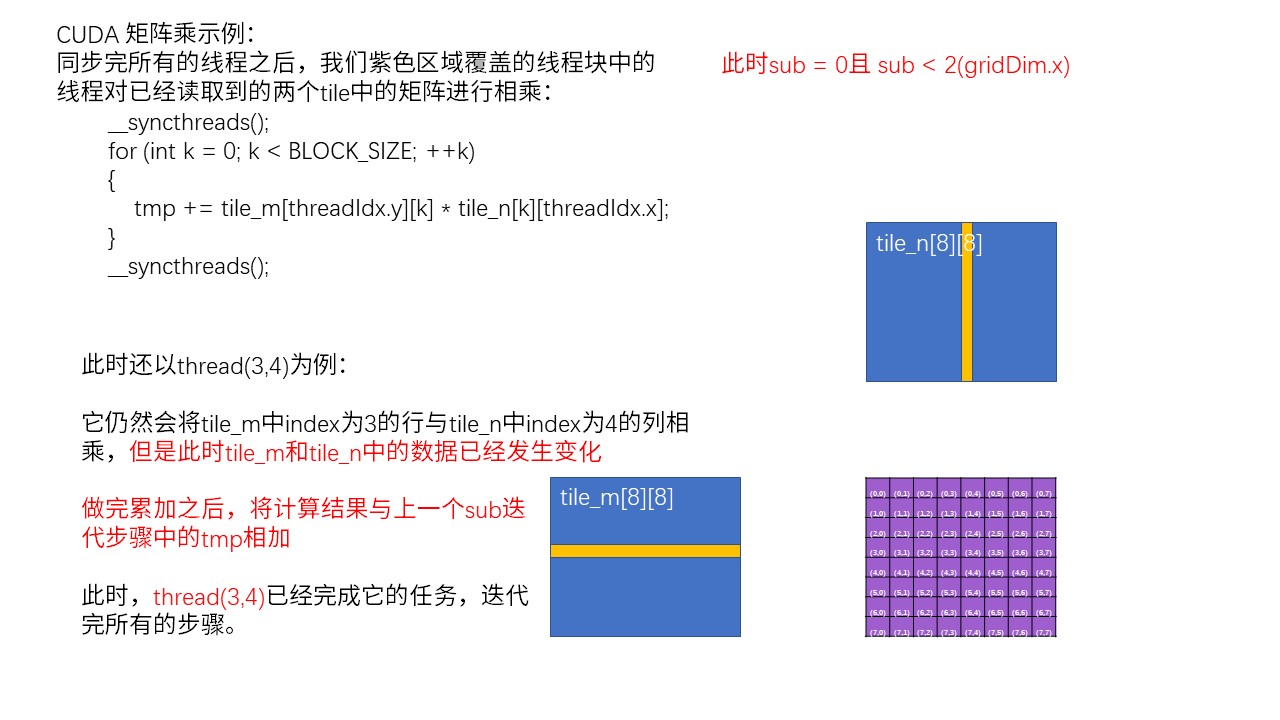 CUDA 矩阵乘示例：
同步完所有的线程之后，我们紫色区域覆盖的线程块中的
线程对已经读取到的两个tile中的矩阵进行相乘：
__syncthreads();
for (int k = 0; k < BLOCK_SIZE; ++k)
{
tmp += tile_m[threadIdx.y][k] * tile_n[k][threadIdx.x];
}
__syncthreads();
此时sub = 0且 sub < 2(gridDim.x)
tile_n[8][8]
此时还以thread(3,4)为例：
它仍然会将tile_m中index为3的行与tile_n中index为4的列相
乘，但是此时tile_m和tile_n中的数据已经发生变化
做完累加之后，将计算结果与上一个sub迭
代步骤中的tmp相加
此时，thread(3,4)已经完成它的任务，迭代
完所有的步骤。
tile_m[8][8]
(0,0) (0,1) (0,2) (0,3) (0,4) (0,5) (0,6) (0,7)
(1,0) (1,1) (1,2) (1,3) (1,4) (1,5) (1,6) (1,7)
(2,0) (2,1) (2,2) (2,3) (2,4) (2,5) (2,6) (2,7)
(3,0) (3,1) (3,2) (3,3) (3,4) (3,5) (3,6) (3,7)
(4,0) (4,1) (4,2) (4,3) (4,4) (4,5) (4,6) (4,7)
(5,0) (5,1) (5,2) (5,3) (5,4) (5,5) (5,6) (5,7)
(6,0) (6,1) (6,2) (6,3) (6,4) (6,5) (6,6) (6,7)
(7,0) (7,1) (7,2) (7,3) (7,4) (7,5) (7,6) (7,7)